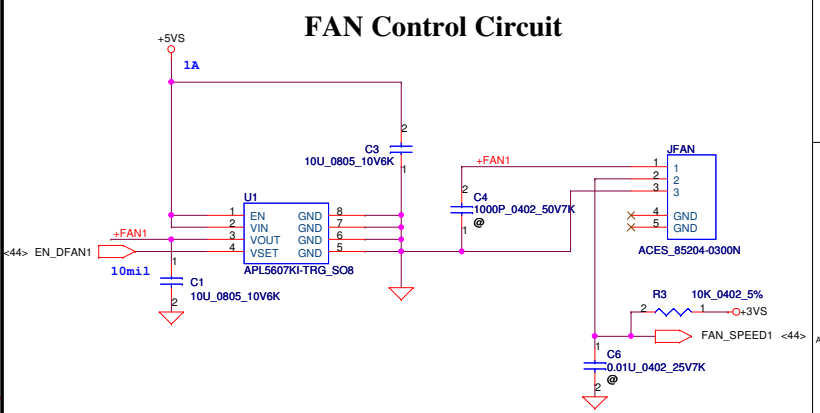 FAN Control Circuit
+5VS
1A
2
C3
10U_0805_10V6K
1
+FAN1
JFAN
1 1
2 2
3 3
4 GND
5 GND
ACES_85204-0300N
2
C4
1000P_0402_50V7K
@
1
U1
1 EN GND 8
2 VIN GND 7
3 VOUT GND 6
4 VSET GND 5
APL5607KI-TRG_SO8
+FAN1
<44> EN_DFAN1
10mil
1
C1
10U_0805_10V6K
2
R3 10K_0402_5%
2 1 +3VS
FAN_SPEED1 <44>
1
C6
0.01U_0402_25V7K
@
2
A